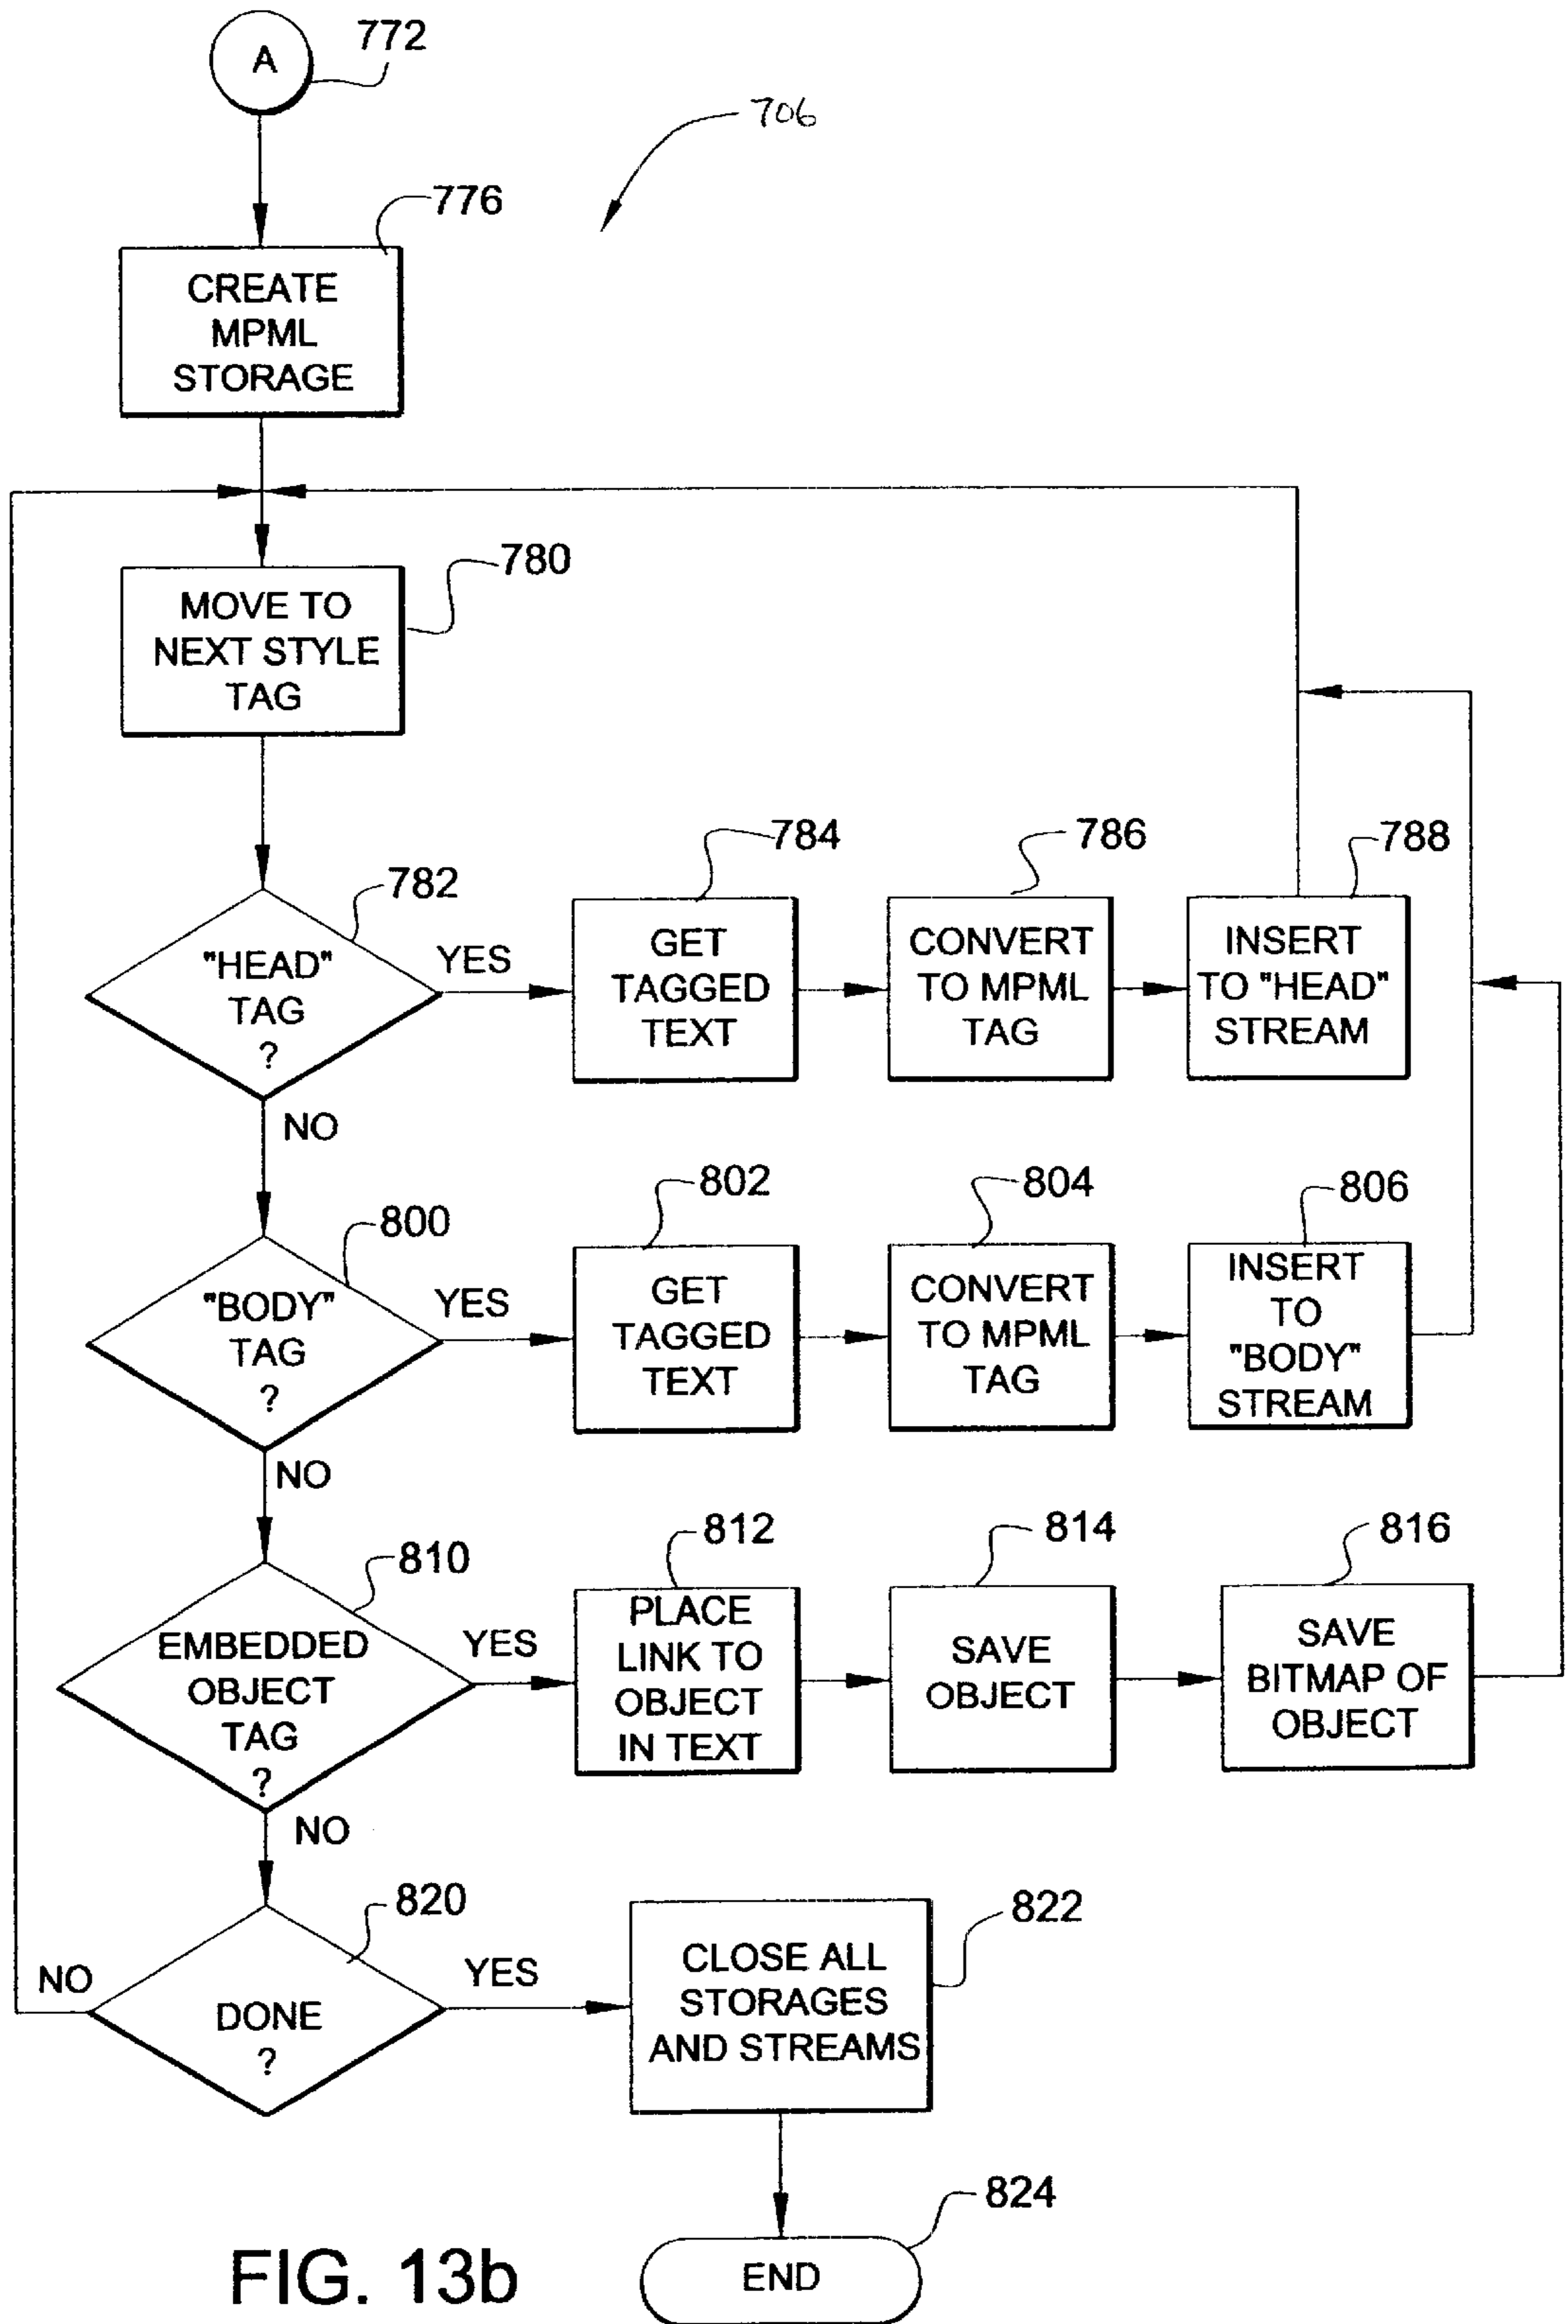 A
772
706
776
CREATE
MPML
STORAGE
780
MOVE TO
NEXT STYLE
TAG
782
"HEAD"
TAG
?
YES
NO
784
GET
TAGGED
TEXT
786
CONVERT
TO MPML
TAG
788
INSERT
TO "HEAD"
STREAM
800
"BODY"
TAG
?
YES
NO
802
GET
TAGGED
TEXT
804
CONVERT
TO MPML
TAG
806
INSERT
TO
"BODY"
STREAM
810
EMBEDDED
OBJECT
TAG
?
YES
NO
812
PLACE
LINK TO
OBJECT
IN TEXT
814
SAVE
OBJECT
816
SAVE
BITMAP OF
OBJECT
820
DONE
?
NO
YES
822
CLOSE ALL
STORAGES
AND STREAMS
824
END
FIG. 13b